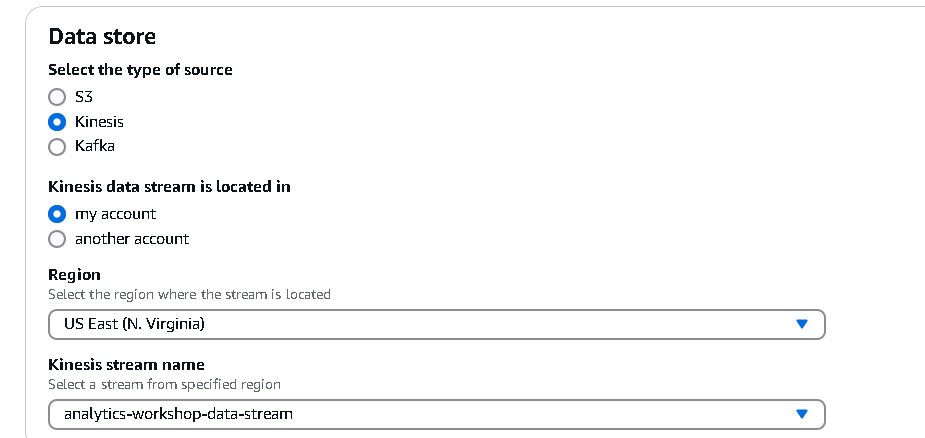 Data store
Select the type of source
S3
Kinesis
Kafka
Kinesis data stream is located in
my account
another account
Region
Select the region where the stream is located
US East (N. Virginia)
Kinesis stream name
Select a stream from specified region
analytics-workshop-data-stream